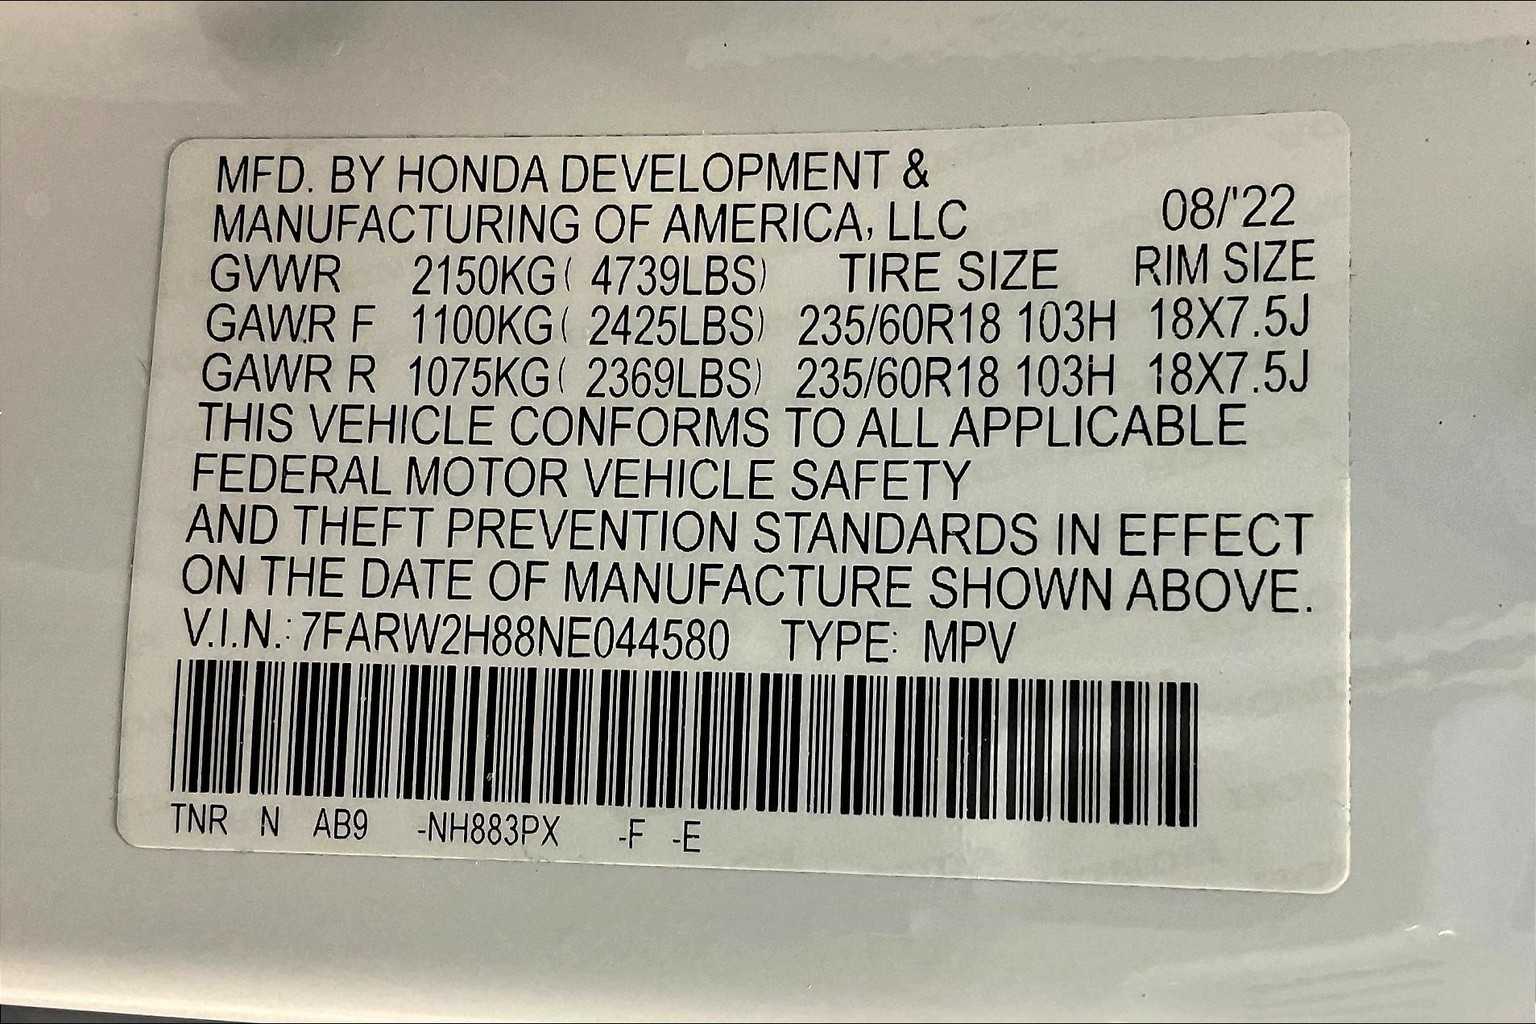 MFD. BY HONDA DEVELOPMENT &
MANUFACTURING OF AMERICA, LLC 08/'22
GVWR 2150KG( 4739LBS) TIRE SIZE RIM SIZE
GAWR F 1100KG( 2425LBS) 235/60R18 103H 18X7.5J
GAWR R 1075KG( 2369LBS) 235/60R18 103H 18X7.5J
THIS VEHICLE CONFORMS TO ALL APPLICABLE
FEDERAL MOTOR VEHICLE SAFETY
AND THEFT PREVENTION STANDARDS IN EFFECT
ON THE DATE OF MANUFACTURE SHOWN ABOVE.
V.I.N.: 7FARW2H88NE044580 TYPE: MPV
TNR N AB9 -NH883PX -F -E